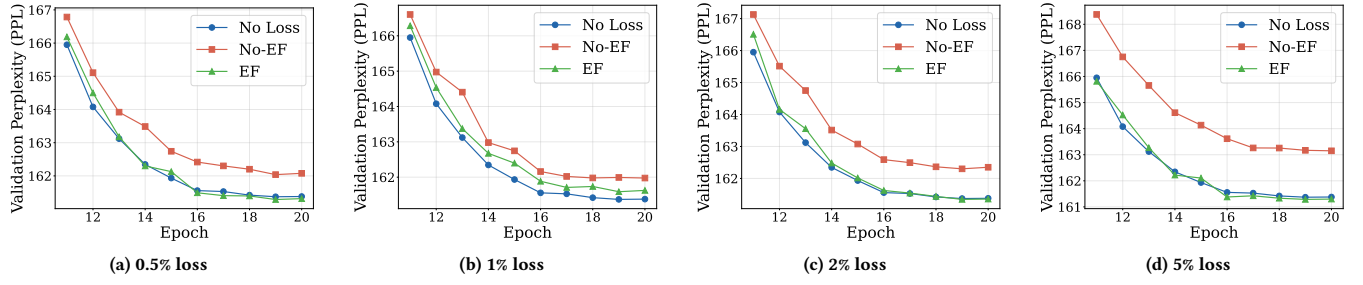 Validation Perplexity (PPL)
167
166
165
164
163
162
12
14
16
18
20
Epoch
No Loss
No-EF
EF
(a) 0.5% loss
Validation Perplexity (PPL)
166
165
164
163
162
12
14
16
18
20
Epoch
No Loss
No-EF
EF
(b) 1% loss
Validation Perplexity (PPL)
167
166
165
164
163
162
12
14
16
18
20
Epoch
No Loss
No-EF
EF
(c) 2% loss
Validation Perplexity (PPL)
168
167
166
165
164
163
162
161
12
14
16
18
20
Epoch
No Loss
No-EF
EF
(d) 5% loss